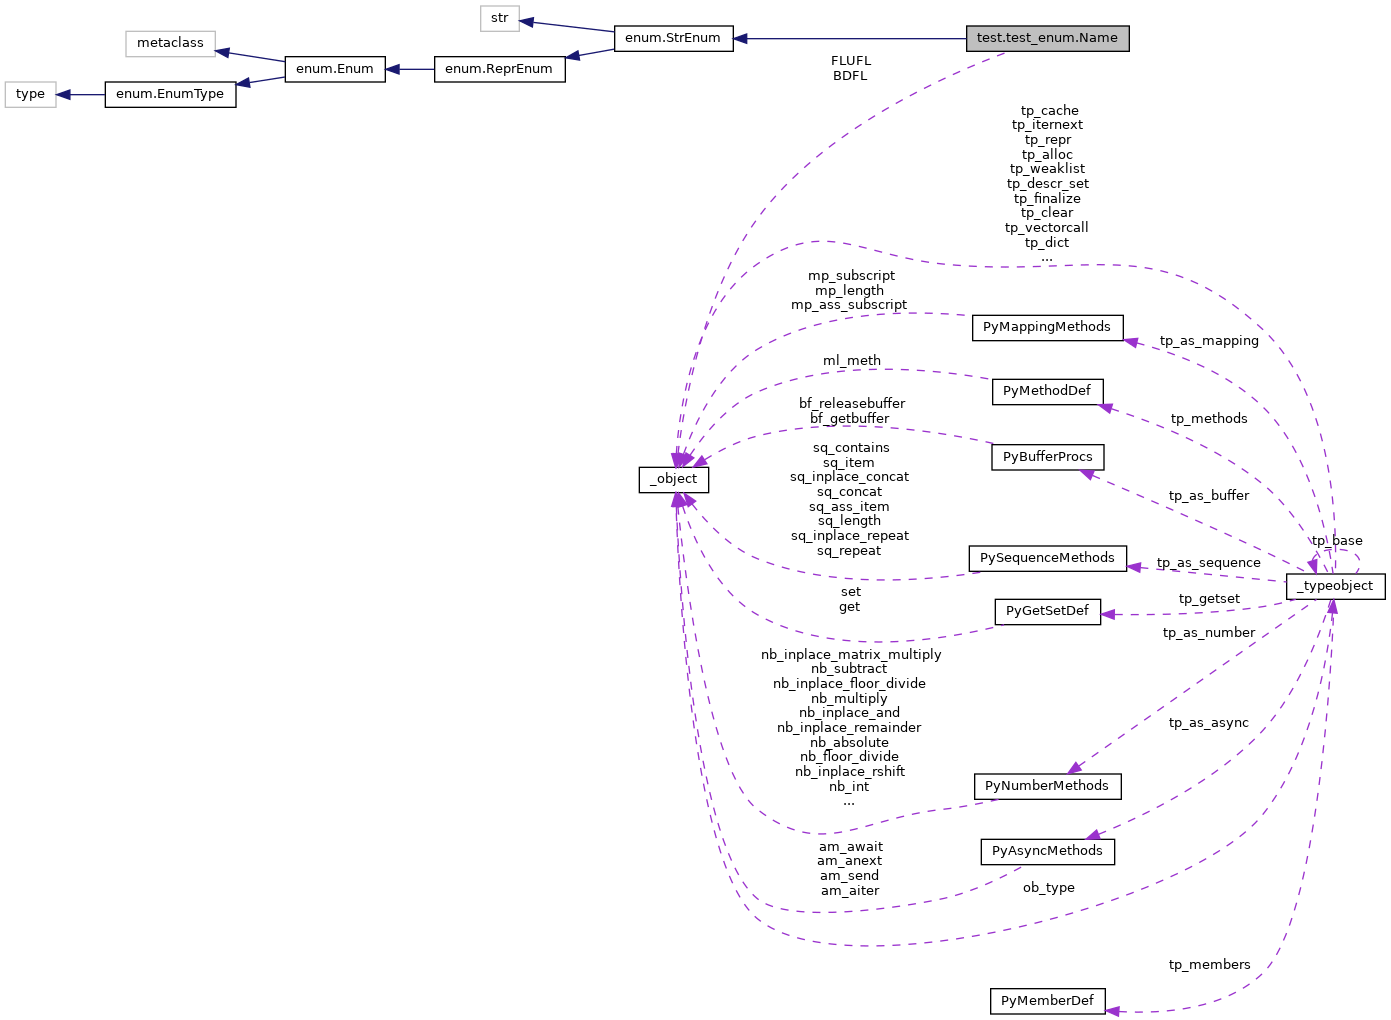 str
test.test_enum.Name
enum.StrEnum
metaclass
enum.Enum
enum.ReprEnum
type
enum.EnumType
FLUFL
BDFL
tp_cache
tp_iternext
tp_repr
tp_alloc
tp_weaklist
tp_descr_set
tp_finalize
tp_clear
tp_vectorcall
tp_dict
...
mp_subscript
mp_length
mp_ass_subscript
PyMappingMethods
tp_as_mapping
ml_meth
PyMethodDef
tp_methods
bf_releasebuffer
bf_getbuffer
PyBufferProcs
tp_as_buffer
_object
sq_contains
sq_item
sq_inplace_concat
sq_concat
sq_ass_item
sq_length
sq_inplace_repeat
sq_repeat
PySequenceMethods
tp_as_sequence
tp_base
_typeobject
set
get
PyGetSetDef
tp_getset
tp_as_number
nb_inplace_matrix_multiply
nb_subtract
nb_inplace_floor_divide
nb_multiply
nb_inplace_and
nb_inplace_remainder
nb_absolute
nb_floor_divide
nb_inplace_rshift
nb_int
...
PyNumberMethods
tp_as_async
am_await
am_anext
am_send
am_aiter
PyAsyncMethods
ob_type
tp_members
PyMemberDef